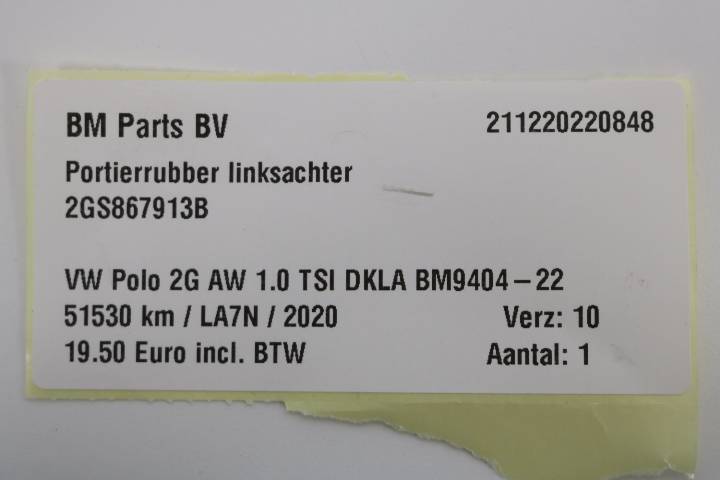 BM Parts BV 211220220848
Portierrubber linksachter
2GS867913B
VW Polo 2G AW 1.0 TSI DKLA BM9404-22
51530 km / LA7N / 2020 Verz: 10
19.50 Euro incl. BTW Aantal: 1